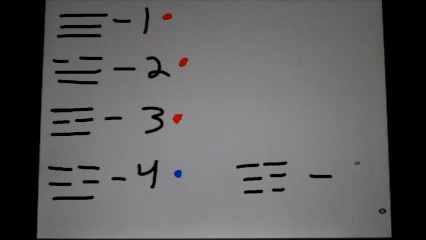 ☰ - 1
☱ - 2
☲ - 3
☳ - 4 ☷ -